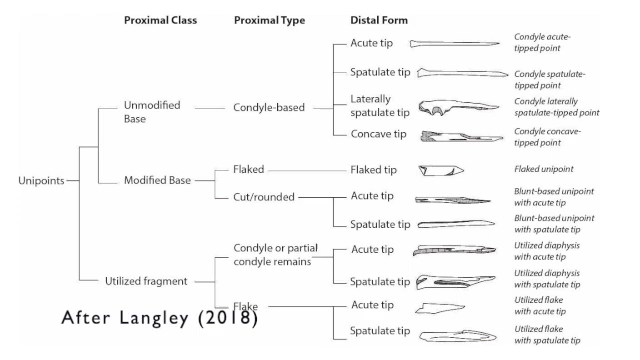 Proximal Class Proximal Type Distal Form
Acute tip
Condyle acute-
tipped point
Spatulate tip
Condyle spatulate-
tipped point
Unmodified
Base
Condyle-based
Laterally
spatulate tip
Condyle laterally
spatulate-tipped point
Concave tip
Condyle concave-
tipped point
Unipoints
Modified Base
Flaked
Flaked tip
Flaked unipoint
Cut/rounded
Acute tip
Blunt-based unipoint
with acute tip
Spatulate tip
Blunt-based unipoint
with spatulate tip
Utilized fragment
Condyle or partial
condyle remains
Acute tip
Utilized diaphysis
with acute tip
Spatulate tip
Utilized diaphysis
with spatulate tip
Flake
Acute tip
Utilized flake
with acute tip
Spatulate tip
Utilized flake
with spatulate tip
After Langley (2018)